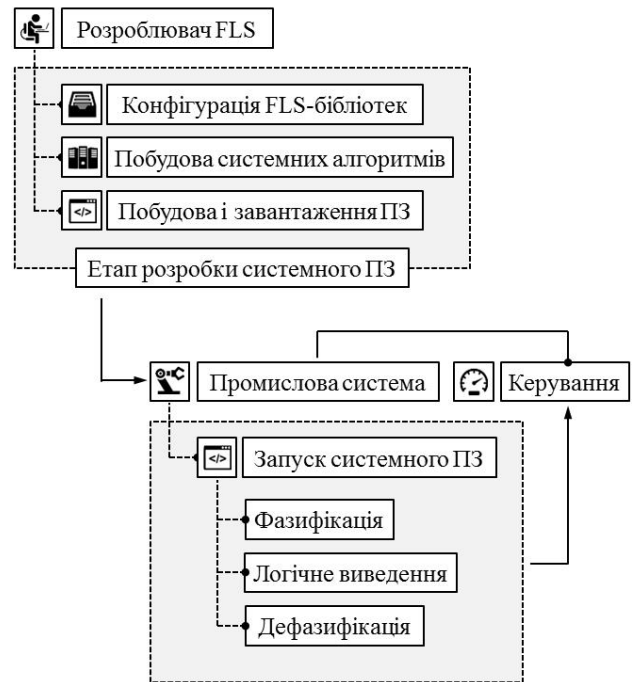 Розроблювач FLS
Конфігурація FLS-бібліотек
Побудова системних алгоритмів
Побудова і завантаження ПЗ
Етап розробки системного ПЗ
Промислова система
Керування
Запуск системного ПЗ
Фазифікація
Логічне виведення
Дефазифікація